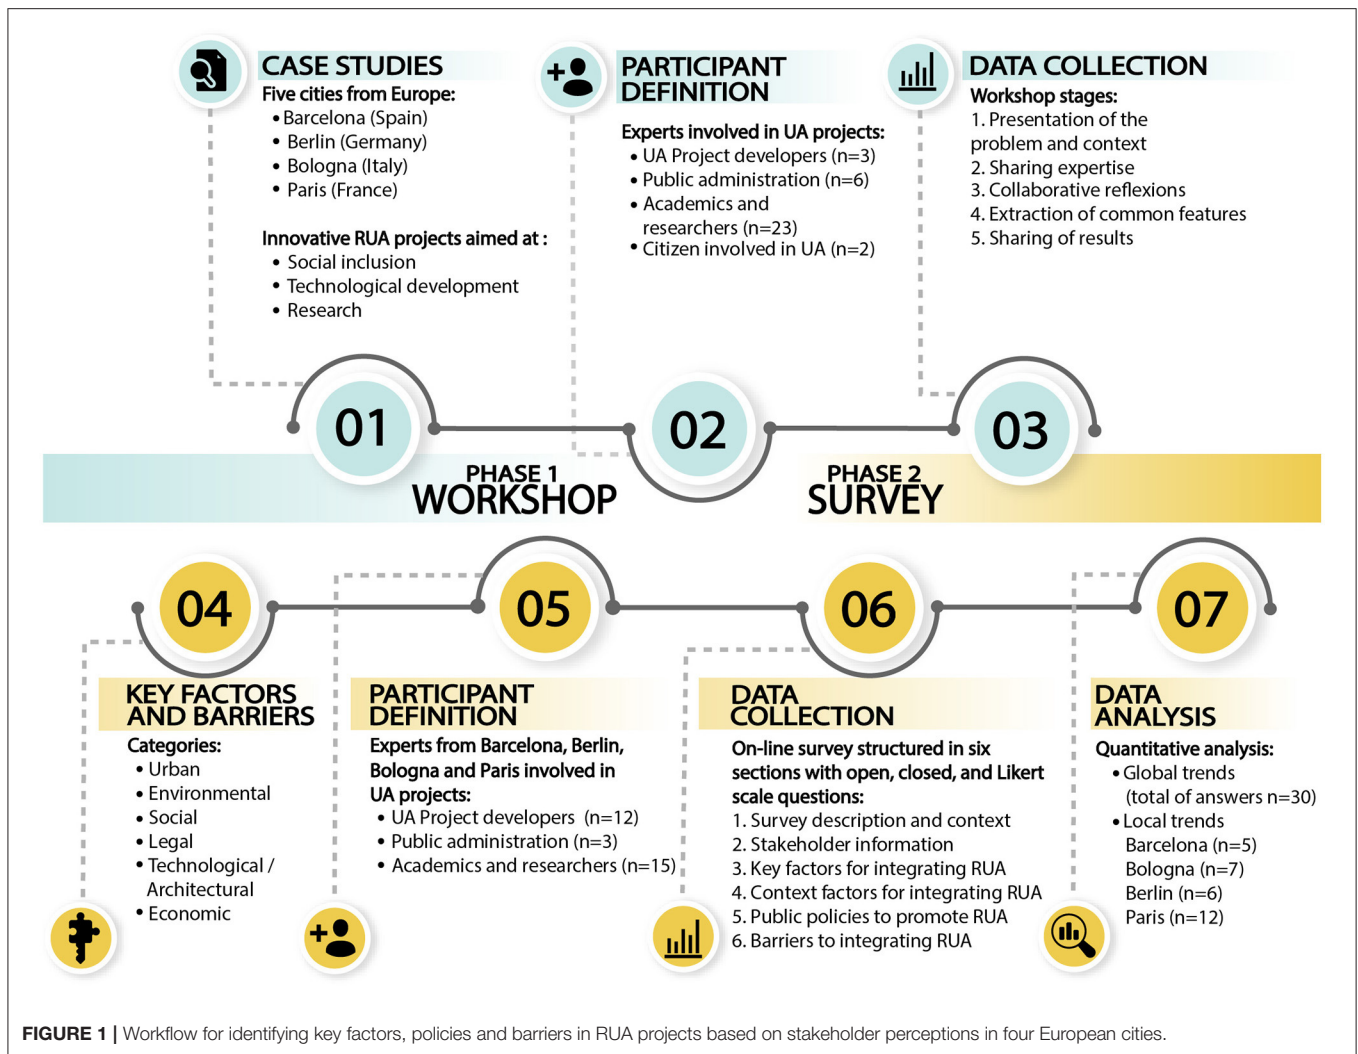 CASE STUDIES
Five cities from Europe:
• Barcelona (Spain)
• Berlin (Germany)
• Bologna (Italy)
• Paris (France)
Innovative RUA projects aimed at :
• Social inclusion
• Technological development
• Research
PARTICIPANT
DEFINITION
Experts involved in UA projects:
• UA Project developers (n=3)
• Public administration (n=6)
• Academics and
researchers (n=23)
• Citizen involved in UA (n=2)
DATA COLLECTION
Workshop stages:
1. Presentation of the
problem and context
2. Sharing expertise
3. Collaborative reflexions
4. Extraction of common features
5. Sharing of results
01
02
03
PHASE 1
WORKSHOP
PHASE 2
SURVEY
04
05
06
07
KEY FACTORS
AND BARRIERS
Categories:
• Urban
• Environmental
• Social
• Legal
• Technological /
Architectural
• Economic
PARTICIPANT
DEFINITION
Experts from Barcelona, Berlin,
Bologna and Paris involved in
UA projects:
• UA Project developers (n=12)
• Public administration (n=3)
• Academics and researchers (n=15)
DATA
COLLECTION
On-line survey structured in six
sections with open, closed, and Likert
scale questions:
1. Survey description and context
2. Stakeholder information
3. Key factors for integrating RUA
4. Context factors for integrating RUA
5. Public policies to promote RUA
6. Barriers to integrating RUA
DATA
ANALYSIS
Quantitative analysis:
• Global trends
(total of answers n=30)
• Local trends
Barcelona (n=5)
Bologna (n=7)
Berlin (n=6)
Paris (n=12)
FIGURE 1 | Workflow for identifying key factors, policies and barriers in RUA projects based on stakeholder perceptions in four European cities.